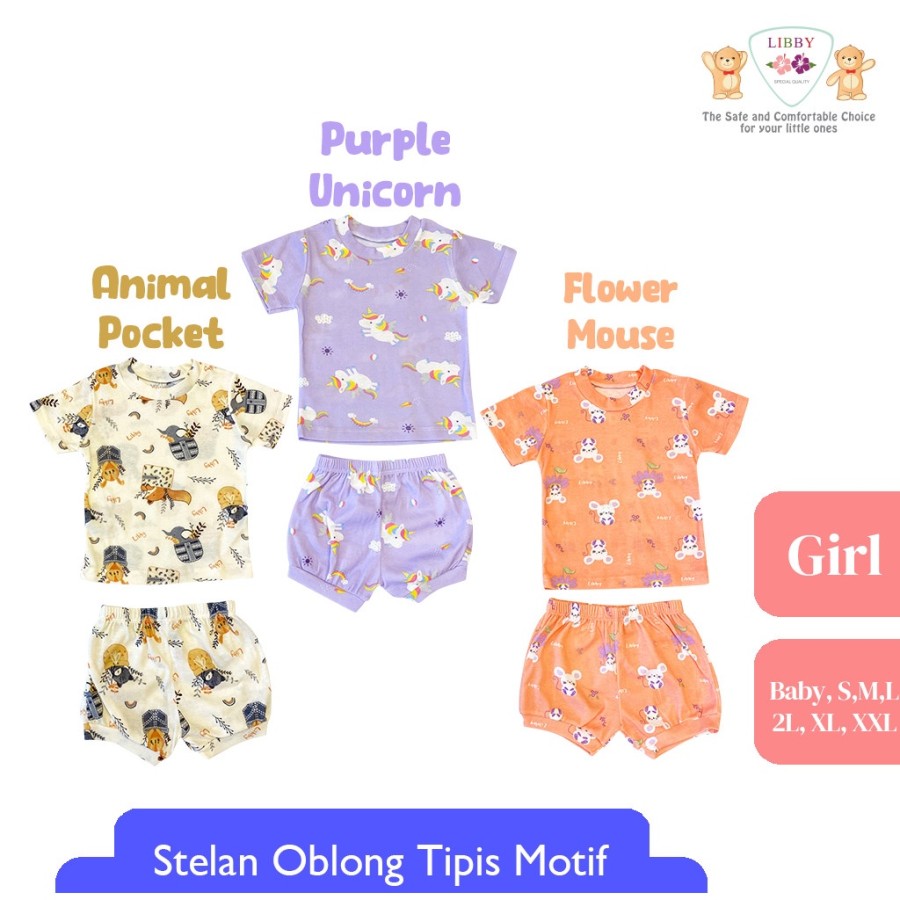 LIBBY
SPECIAL QUALITY
The Safe and Comfortable Choice
for your little ones
Purple
Unicorn
Animal
Pocket
Flower
Mouse
Girl
Baby, S,M,L
2L, XL, XXL
Stelan Oblong Tipis Motif